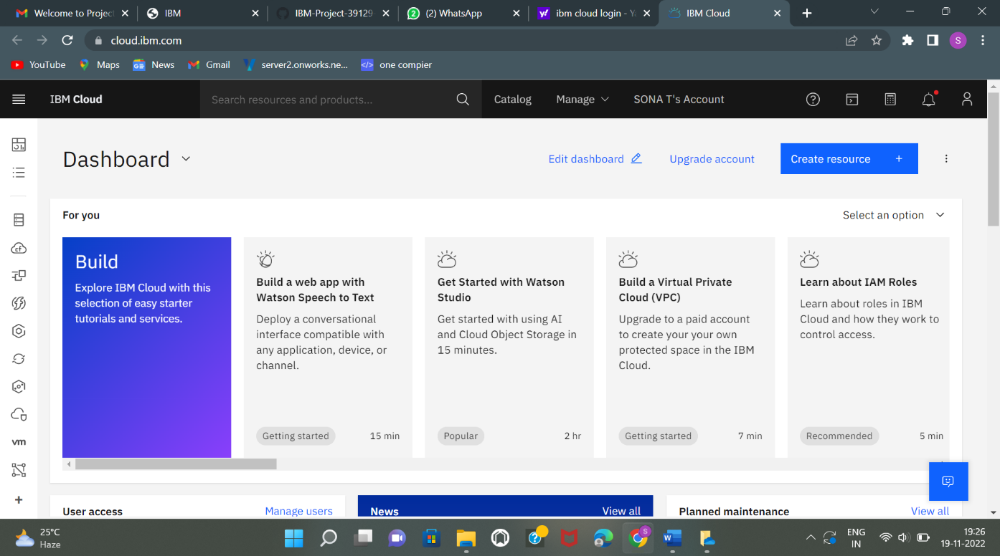 Welcome to Project
IBM
IBM-Project-39129-
(2) WhatsApp
ibm cloud login - Y
IBM Cloud
cloud.ibm.com
S
YouTube
Maps
News
Gmail
server2.onworks.ne...
one compier
IBM Cloud
Search resources and products...
Catalog
Manage
SONA T's Account
Dashboard
Edit dashboard
Upgrade account
Create resource +
For you
Select an option
Build
Explore IBM Cloud with this
selection of easy starter
tutorials and services.
Build a web app with
Watson Speech to Text
Deploy a conversational
interface compatible with
any application, device, or
channel.
Getting started
15 min
Get Started with Watson
Studio
Get started with using AI
and Cloud Object Storage in
15 minutes.
Popular
2 hr
Build a Virtual Private
Cloud (VPC)
Upgrade to a paid account
to create your your own
protected space in the IBM
Cloud.
Getting started
7 min
Learn about IAM Roles
Learn about roles in IBM
Cloud and how they work to
control access.
Recommended
5 min
cf
vm
User access
Manage users
News
View all
Planned maintenance
View all
25°C
Haze
ENG
IN
19:26
19-11-2022